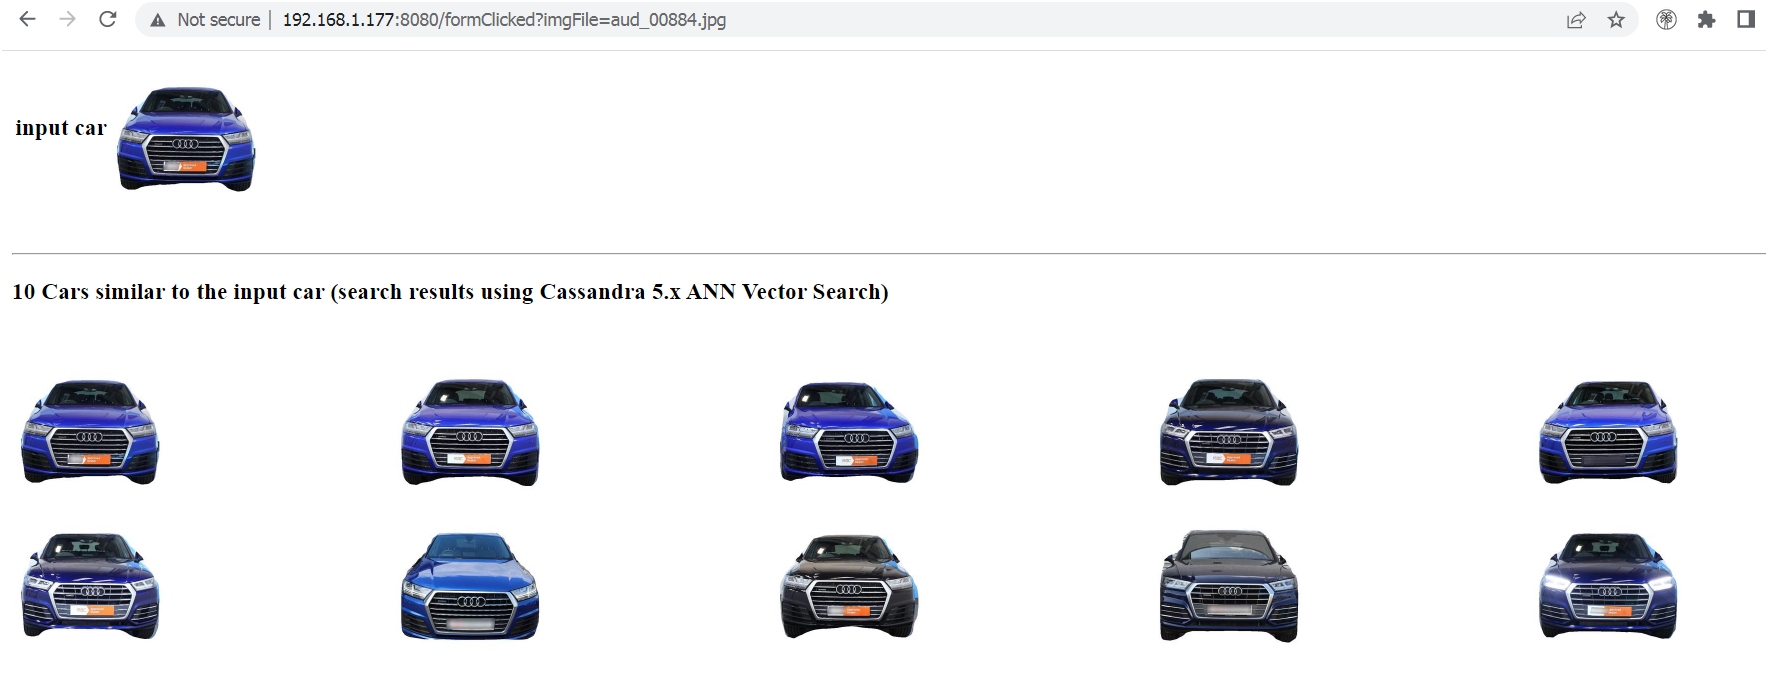 Not secure | 192.168.1.177:8080/formClicked?imgFile=aud_00884.jpg
input car
10 Cars similar to the input car (search results using Cassandra 5.x ANN Vector Search)